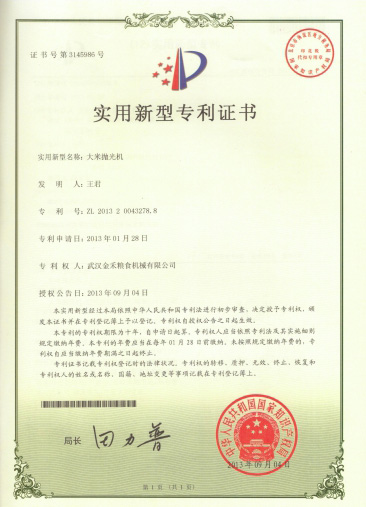 证书号第3145986号
实用新型专利证书
实用新型名称：大米抛光机
发 明 人：王君
专 利 号：ZL 2013 2 0043278.8
专利申请日：2013年01月28日
专 利 权 人：武汉金禾粮食机械有限公司
授权公告日：2013年09月04日
本实用新型经过本局依照中华人民共和国专利法进行初步审查，决定授予专利权，颁
发本证书并在专利登记簿上予以登记。专利权自授权公告之日起生效。
本专利的专利权期限为十年，自申请日起算。专利权人应当依照专利法及其实施细则
规定缴纳年费。本专利的年费应当在每年01月28日前缴纳。未按照规定缴纳年费的，专
利权自应当缴纳年费期满之日起终止。
专利证书记载专利权登记时的法律状况。专利权的转移、质押、无效、终止、恢复和
专利权人的姓名或名称、国籍、地址变更等事项记载在专利登记簿上。
局长 田力普
中华人民共和国国家知识产权局
2013年09月04日
第1页（共1页）